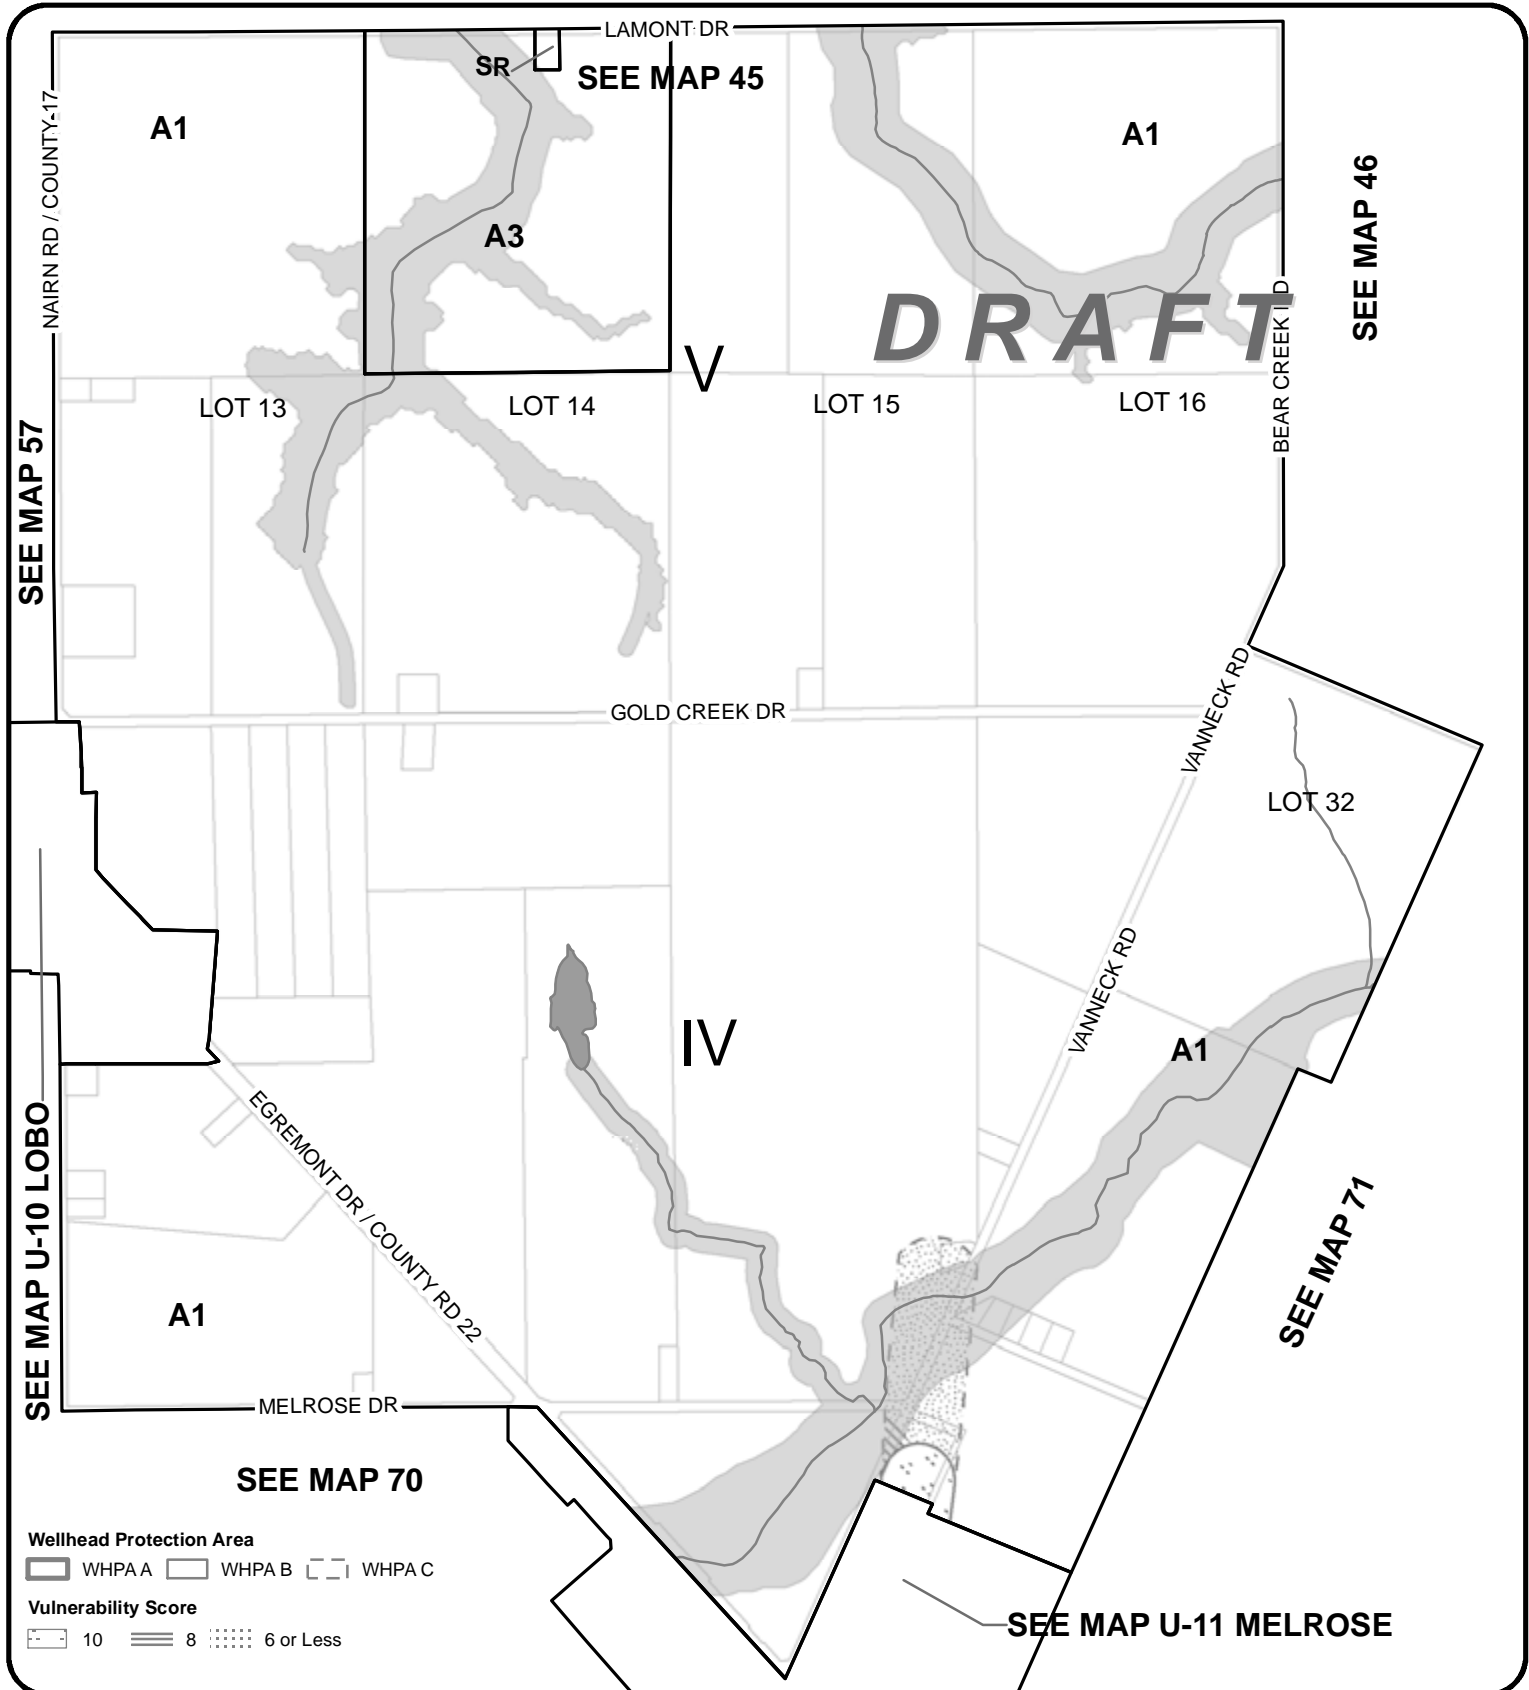 LAMONT DR
SR
SEE MAP 45
A1
A1
NAIRN RD / COUNTY 17
SEE MAP 46
A3
DRAFT
BEAR CREEK RD
V
LOT 13
LOT 14
LOT 15
LOT 16
SEE MAP 57
VANNECK RD
GOLD CREEK DR
LOT 32
VANNECK RD
IV
A1
EGREMONT DR / COUNTY RD 22
SEE MAP U-10 LOBO
SEE MAP 71
A1
MELROSE DR
SEE MAP 70
Wellhead Protection Area
WHPA A WHPA B WHPA C
Vulnerability Score
10 8 6 or Less
SEE MAP U-11 MELROSE